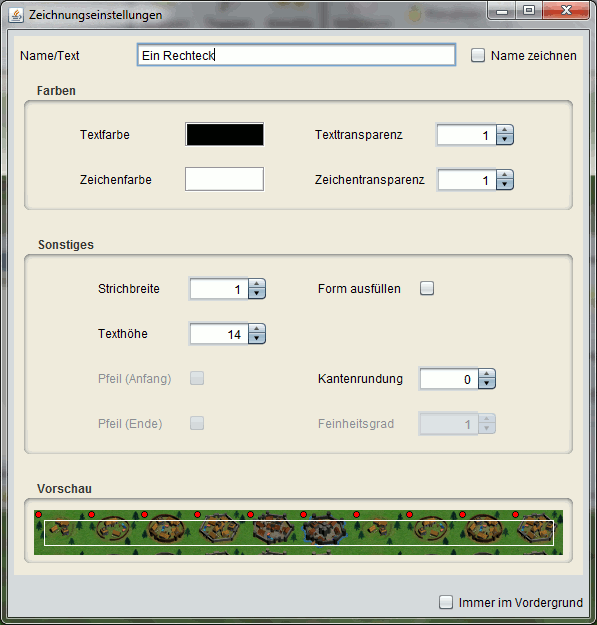 Zeichnungseinstellungen
Name/Text Ein Rechteck Name zeichnen
Farben
Textfarbe Texttransparenz 1
Zeichenfarbe Zeichentransparenz 1
Sonstiges
Strichbreite 1 Form ausfüllen
Texthöhe 14
Pfeil (Anfang) Kantenrundung 0
Pfeil (Ende) Feinheitsgrad 1
Vorschau
Immer im Vordergrund